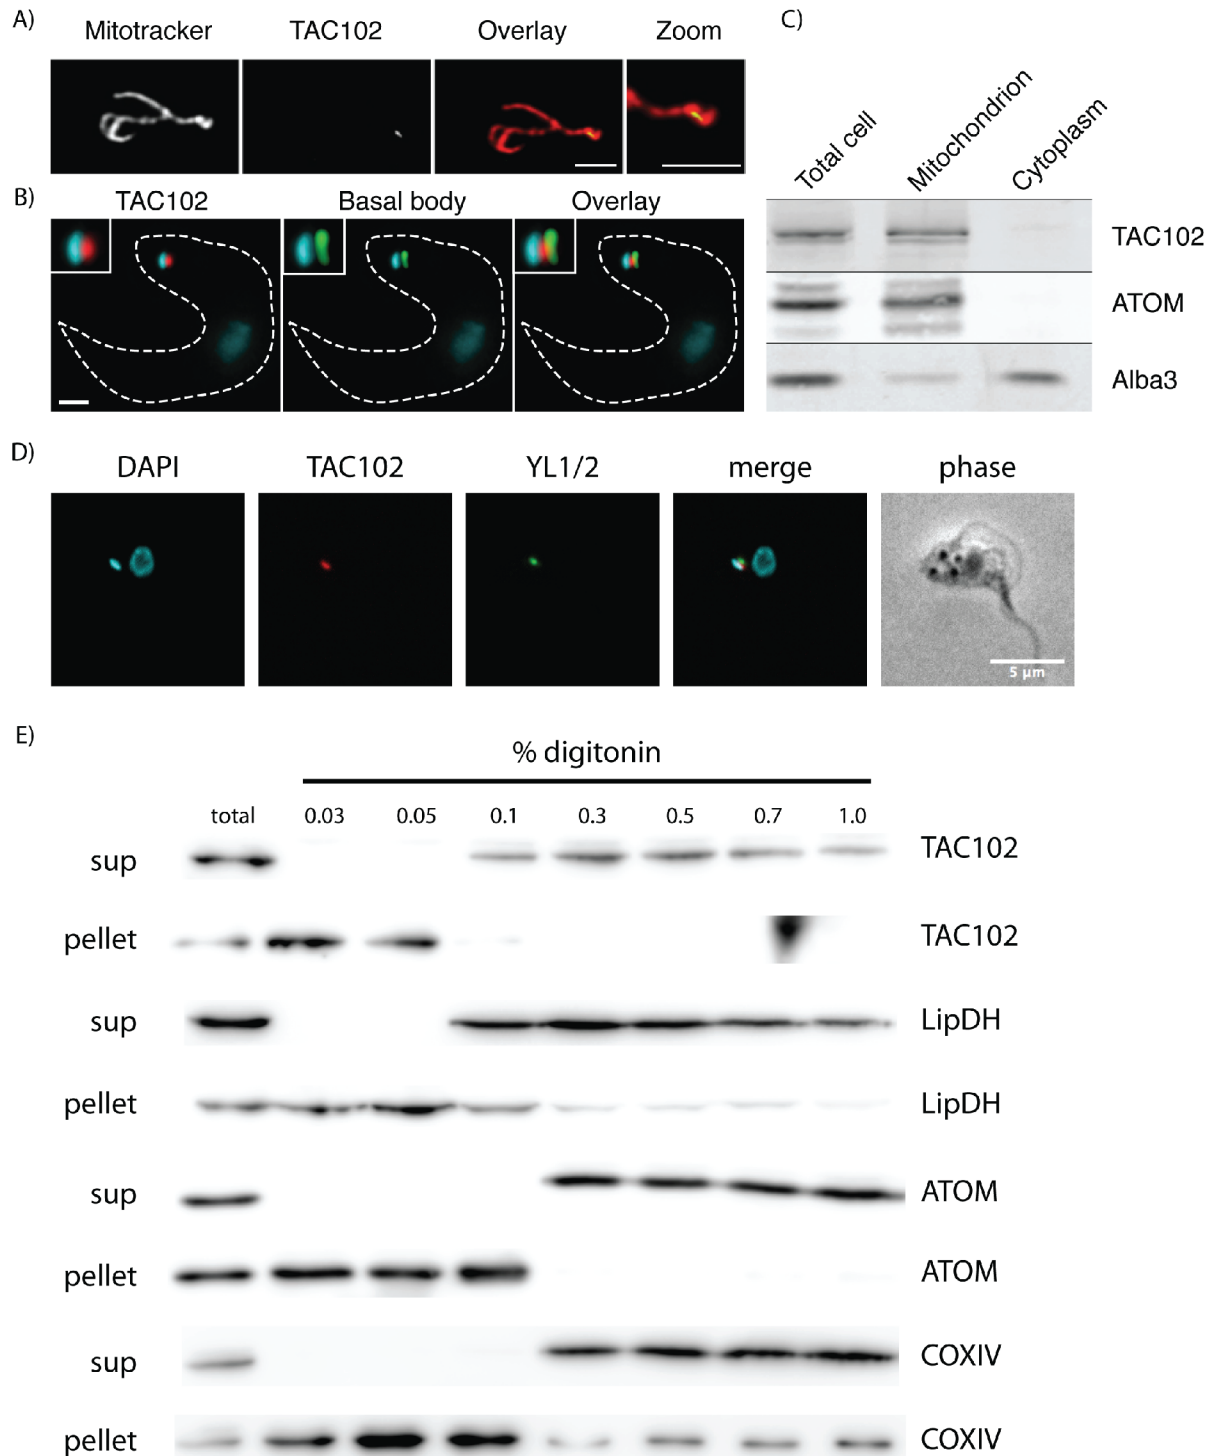 A)
Mitotracker TAC102 Overlay Zoom
B)
TAC102 Basal body Overlay
C)
Total cell Mitochondrion Cytoplasm
TAC102
ATOM
Alba3
D)
DAPI TAC102 YL1/2 merge phase
5 μm
E)
% digitonin
total 0.03 0.05 0.1 0.3 0.5 0.7 1.0
sup TAC102
pellet TAC102
sup LipDH
pellet LipDH
sup ATOM
pellet ATOM
sup COXIV
pellet COXIV